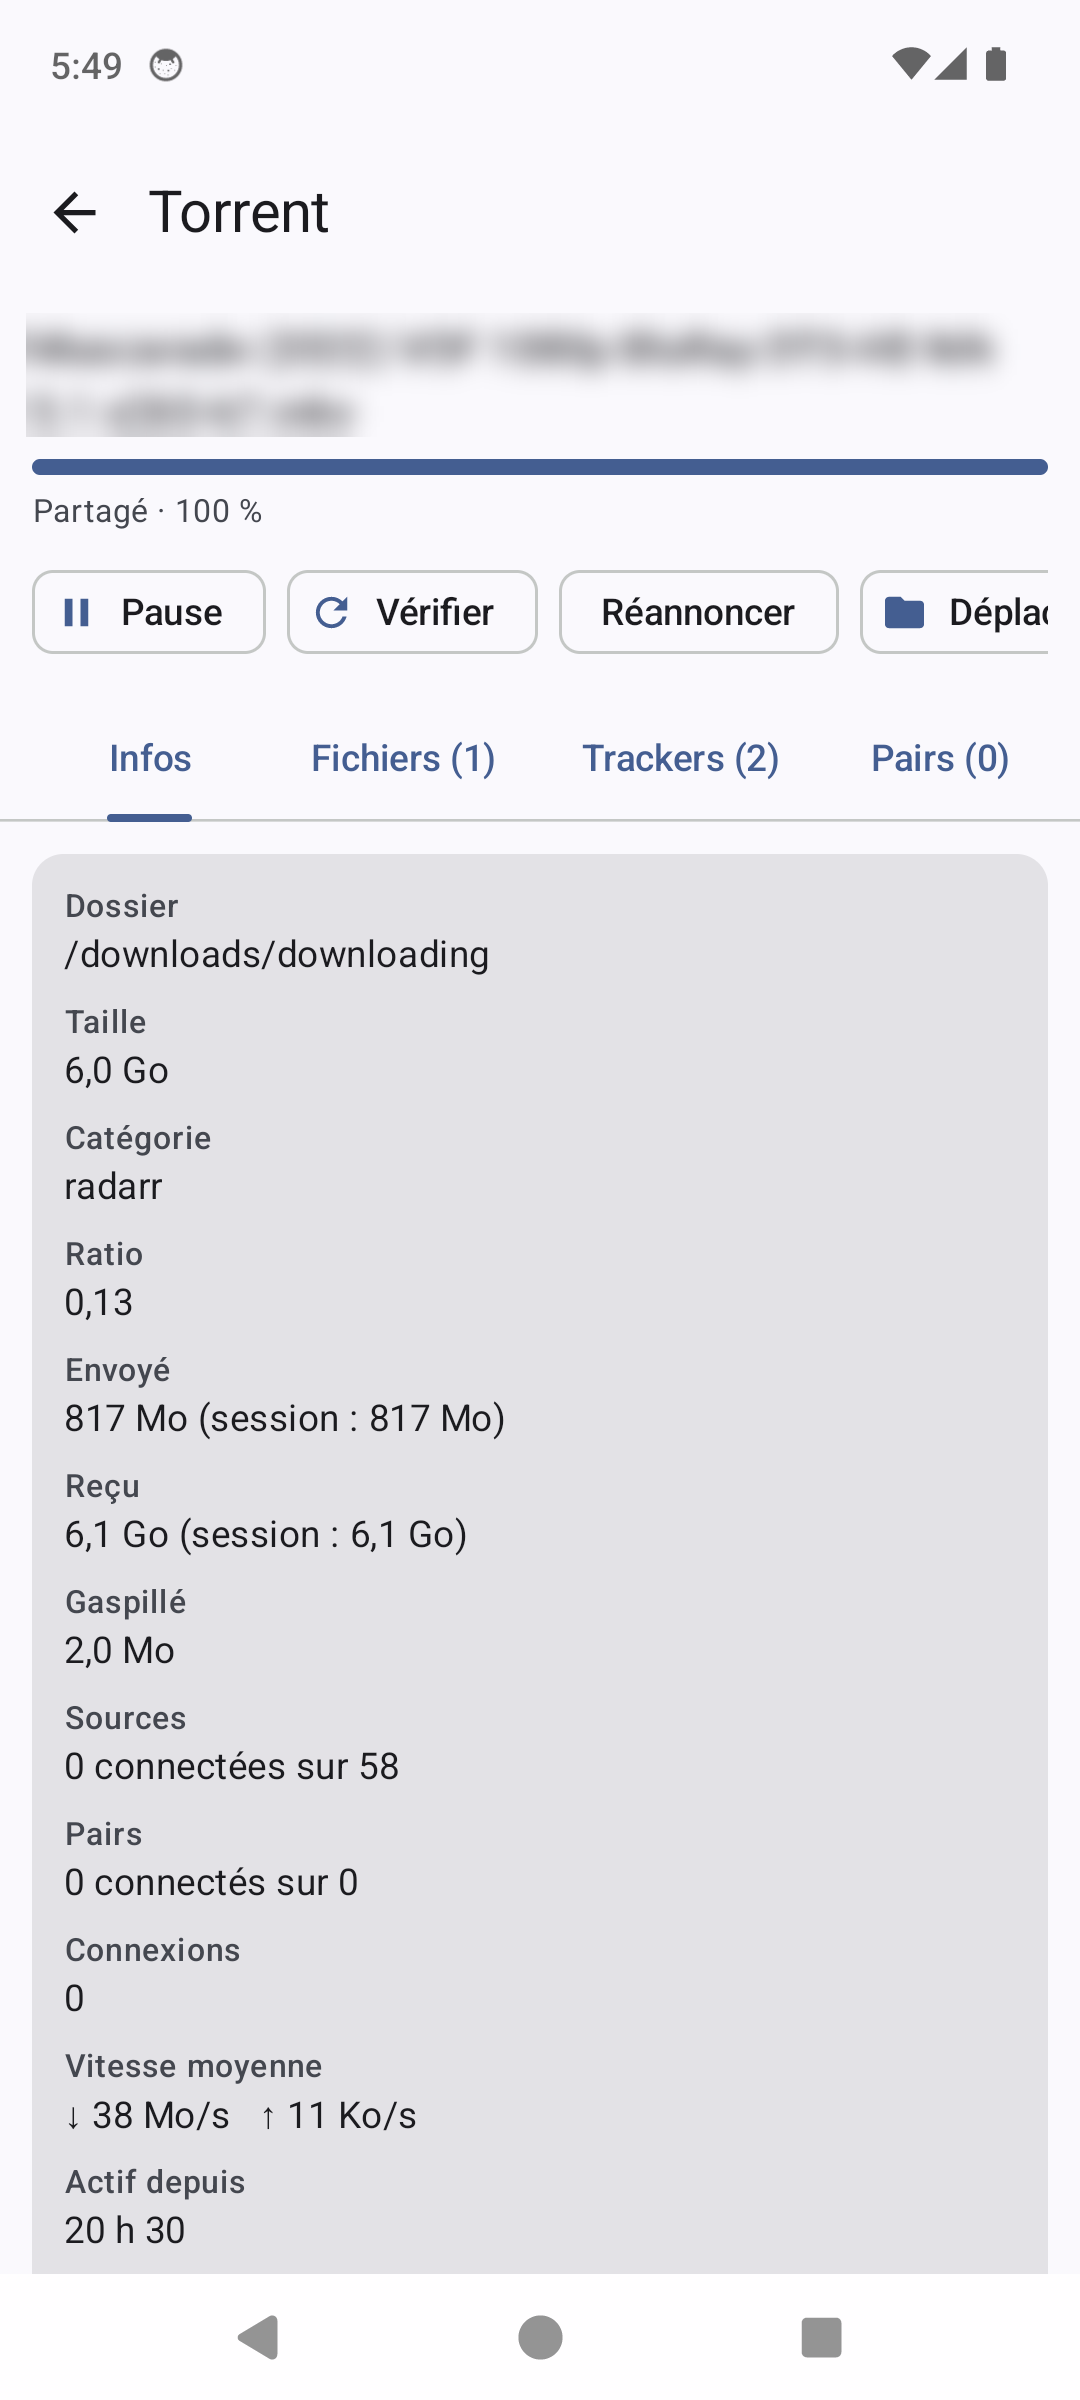 5:49
Torrent
Partagé · 100 %
Pause
Vérifier
Réannoncer
Déplac
Infos
Fichiers (1)
Trackers (2)
Pairs (0)
Dossier
/downloads/downloading
Taille
6,0 Go
Catégorie
radarr
Ratio
0,13
Envoyé
817 Mo (session : 817 Mo)
Reçu
6,1 Go (session : 6,1 Go)
Gaspillé
2,0 Mo
Sources
0 connectées sur 58
Pairs
0 connectés sur 0
Connexions
0
Vitesse moyenne
↓ 38 Mo/s ↑ 11 Ko/s
Actif depuis
20 h 30